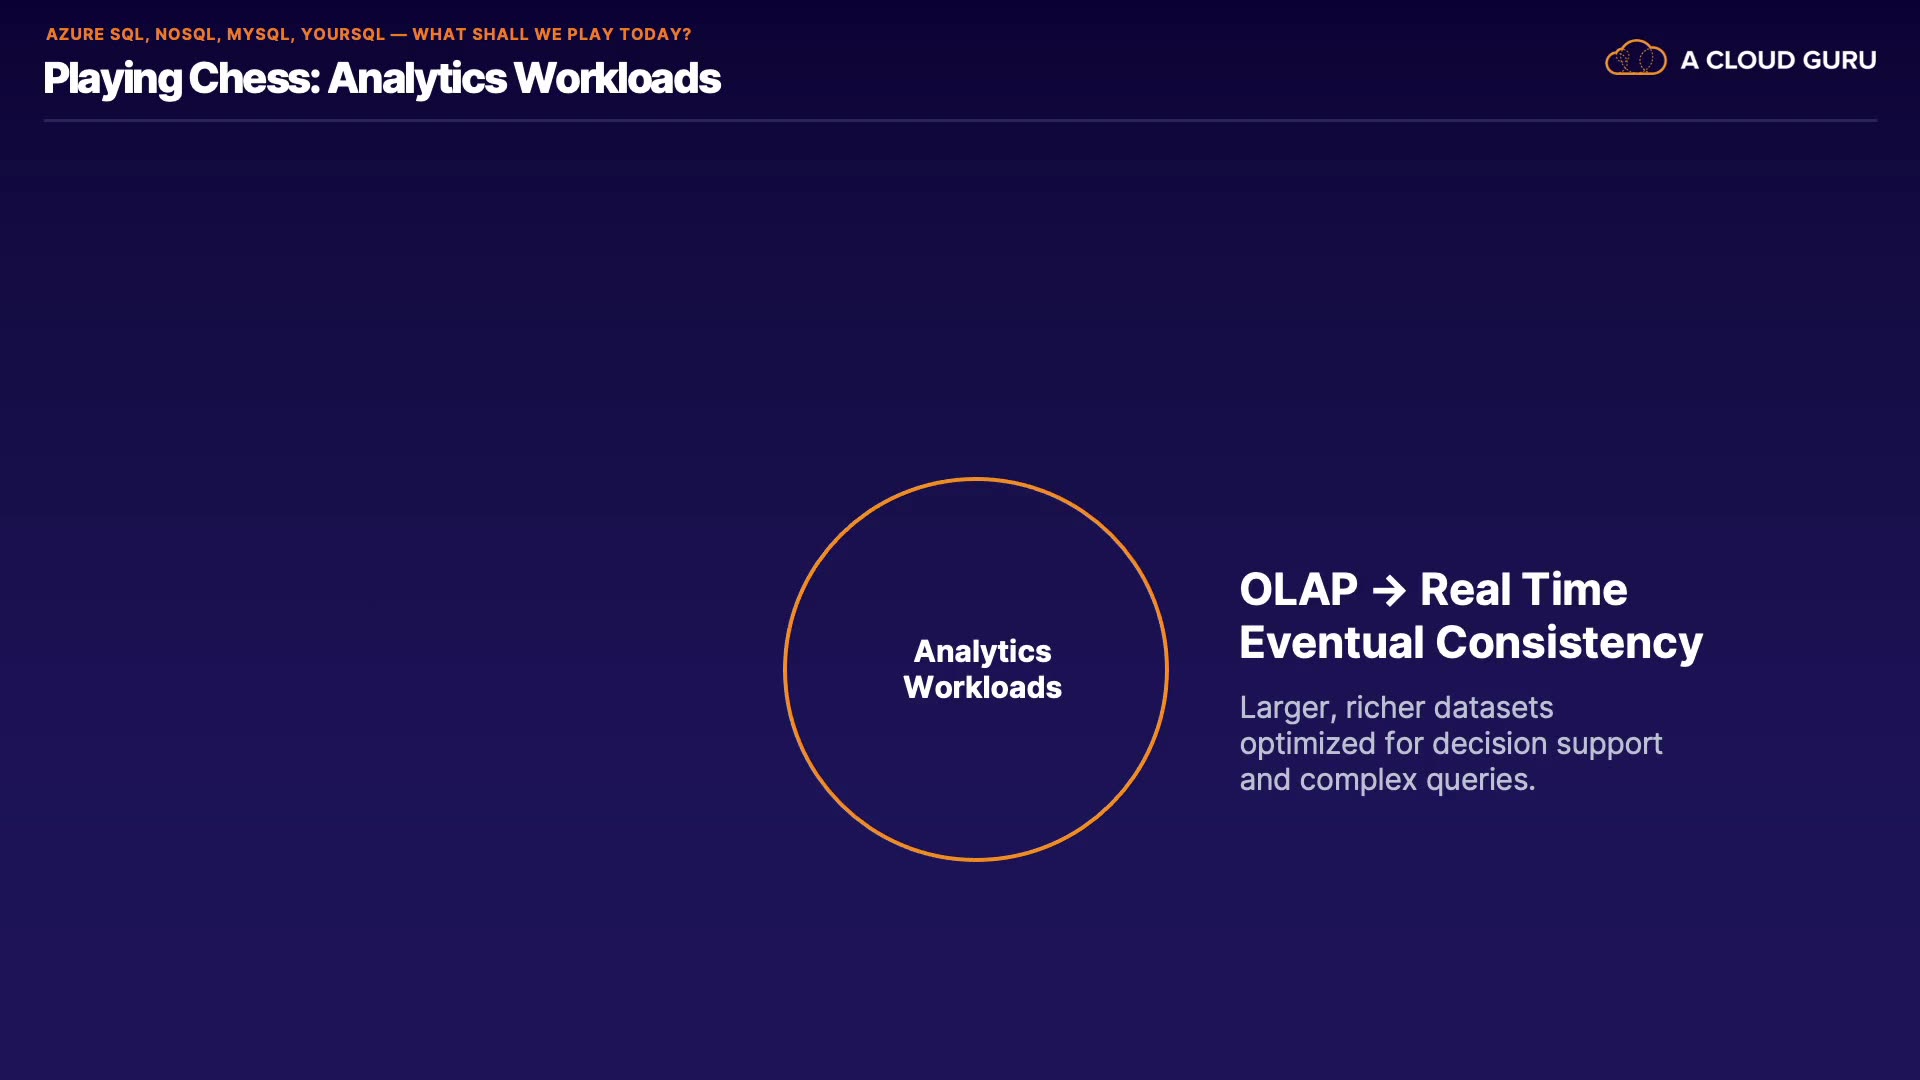 AZURE SQL, NOSQL, MYSQL, YOURSQL — WHAT SHALL WE PLAY TODAY?
Playing Chess: Analytics Workloads
A CLOUD GURU
Analytics
Workloads
OLAP → Real Time
Eventual Consistency
Larger, richer datasets
optimized for decision support
and complex queries.